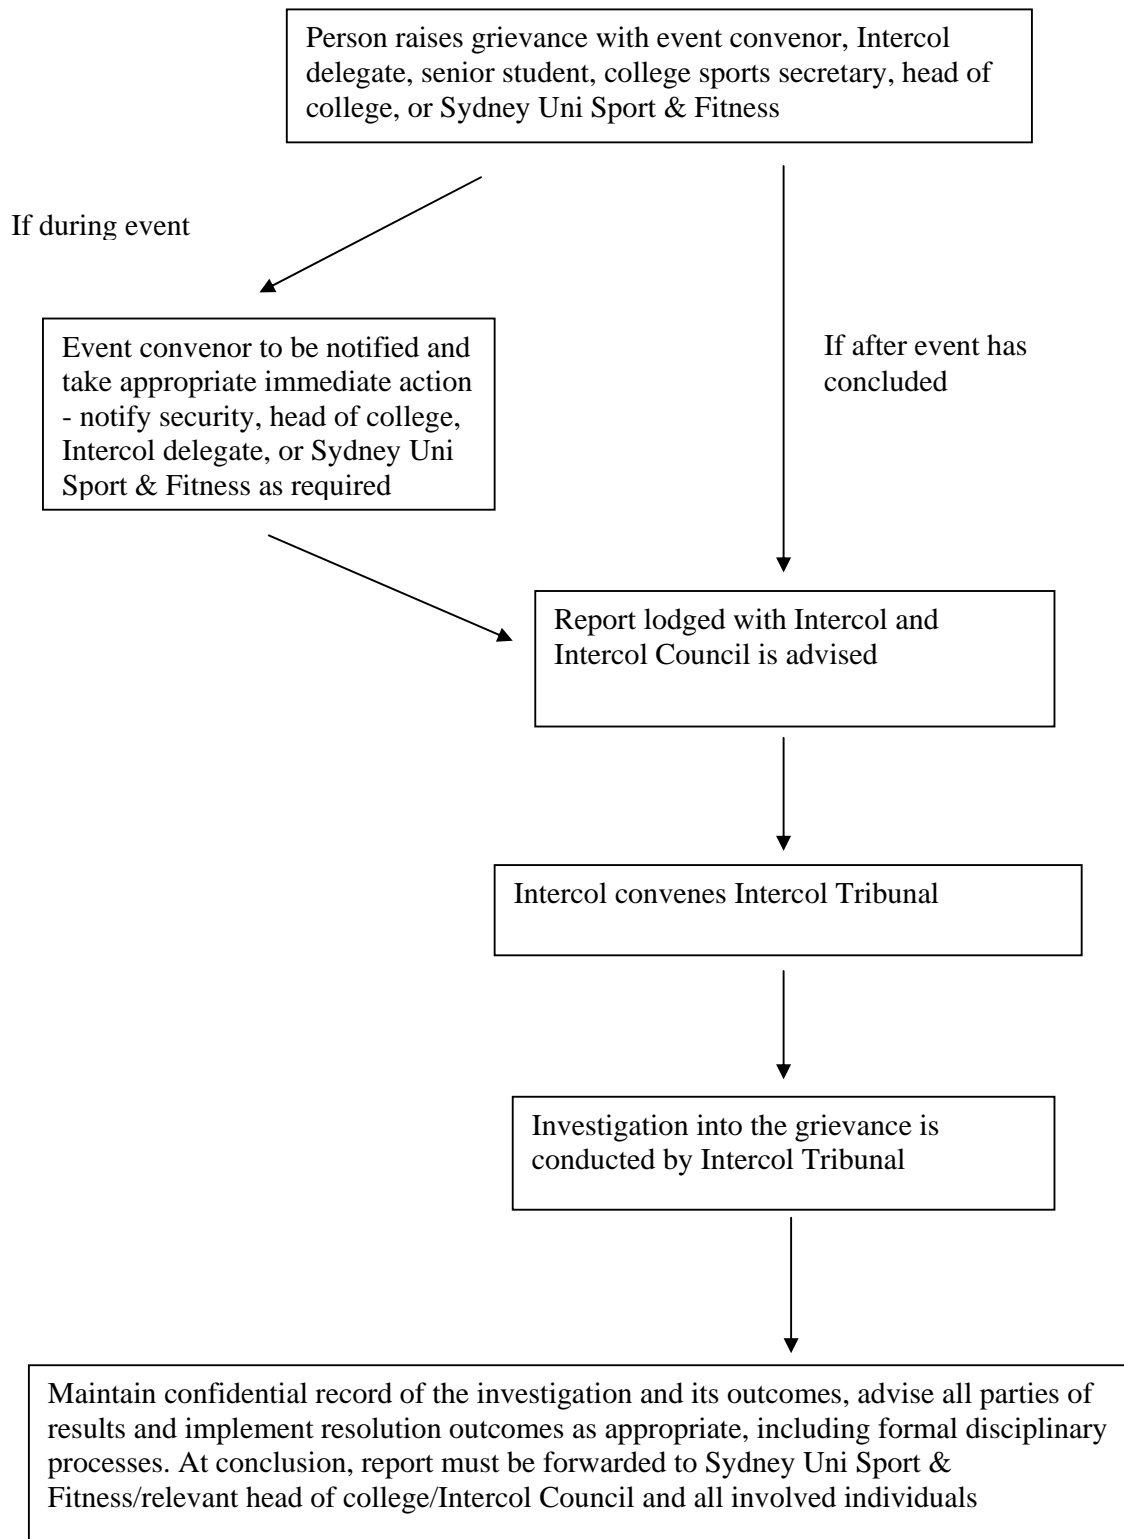 Person raises grievance with event convenor, Intercol
delegate, senior student, college sports secretary, head of
college, or Sydney Uni Sport & Fitness
If during event
Event convenor to be notified and
take appropriate immediate action
- notify security, head of college,
Intercol delegate, or Sydney Uni
Sport & Fitness as required
If after event has
concluded
Report lodged with Intercol and
Intercol Council is advised
Intercol convenes Intercol Tribunal
Investigation into the grievance is
conducted by Intercol Tribunal
Maintain confidential record of the investigation and its outcomes, advise all parties of
results and implement resolution outcomes as appropriate, including formal disciplinary
processes. At conclusion, report must be forwarded to Sydney Uni Sport &
Fitness/relevant head of college/Intercol Council and all involved individuals